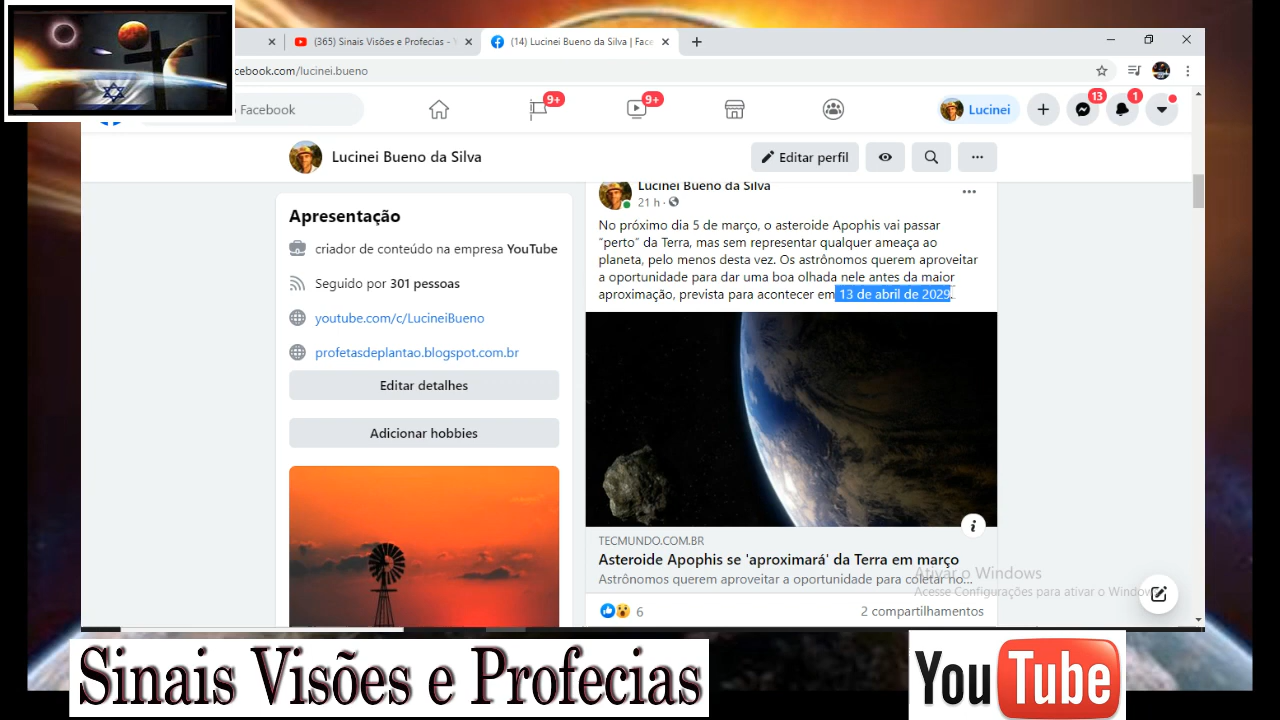 (365) Sinais Visões e Profecias - Y
(14) Lucinei Bueno da Silva | Face
cebook.com/lucinei.bueno
Facebook
9+
9+
Lucinei
13
1
Lucinei Bueno da Silva
Editar perfil
Apresentação
criador de conteúdo na empresa YouTube
Seguido por 301 pessoas
youtube.com/c/LucineiBueno
profetasdeplantao.blogspot.com.br
Editar detalhes
Adicionar hobbies
Lucinei Bueno da Silva
21 h ·
No próximo dia 5 de março, o asteroide Apophis vai passar
"perto" da Terra, mas sem representar qualquer ameaça ao
planeta, pelo menos desta vez. Os astrônomos querem aproveitar
a oportunidade para dar uma boa olhada nele antes da maior
aproximação, prevista para acontecer em 13 de abril de 2029.
TECMUNDO.COM.BR
Asteroide Apophis se 'aproximará' da Terra em março
Astrônomos querem aproveitar a oportunidade para coletar no...
6
2 compartilhamentos
Ativar o Windows
Acesse Configurações para ativar o Windows
Sinais Visões e Profecias
YouTube